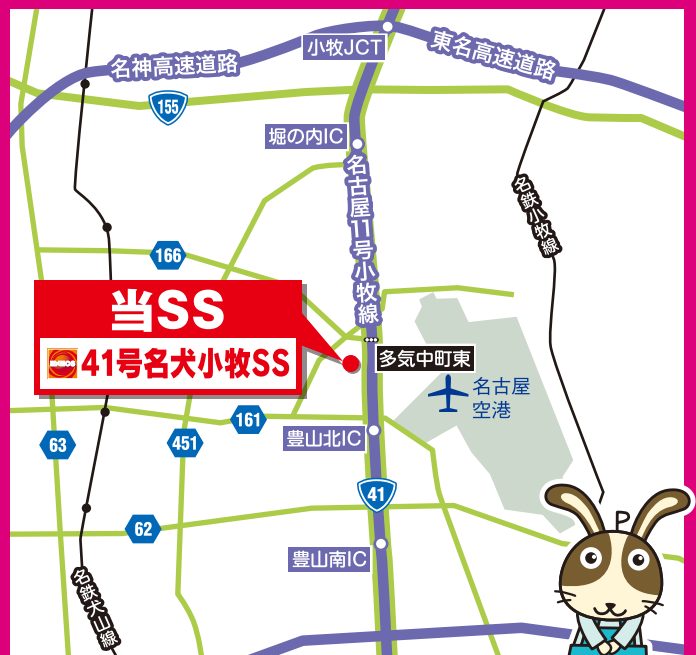 小牧JCT
名神高速道路
東名高速道路
155
堀の内IC
名古屋11号小牧線
名鉄小牧線
166
当SS
ENEOS 41号名犬小牧SS
多気中町東
名古屋
空港
161
豊山北IC
63
451
41
62
豊山南IC
名鉄犬山線
P